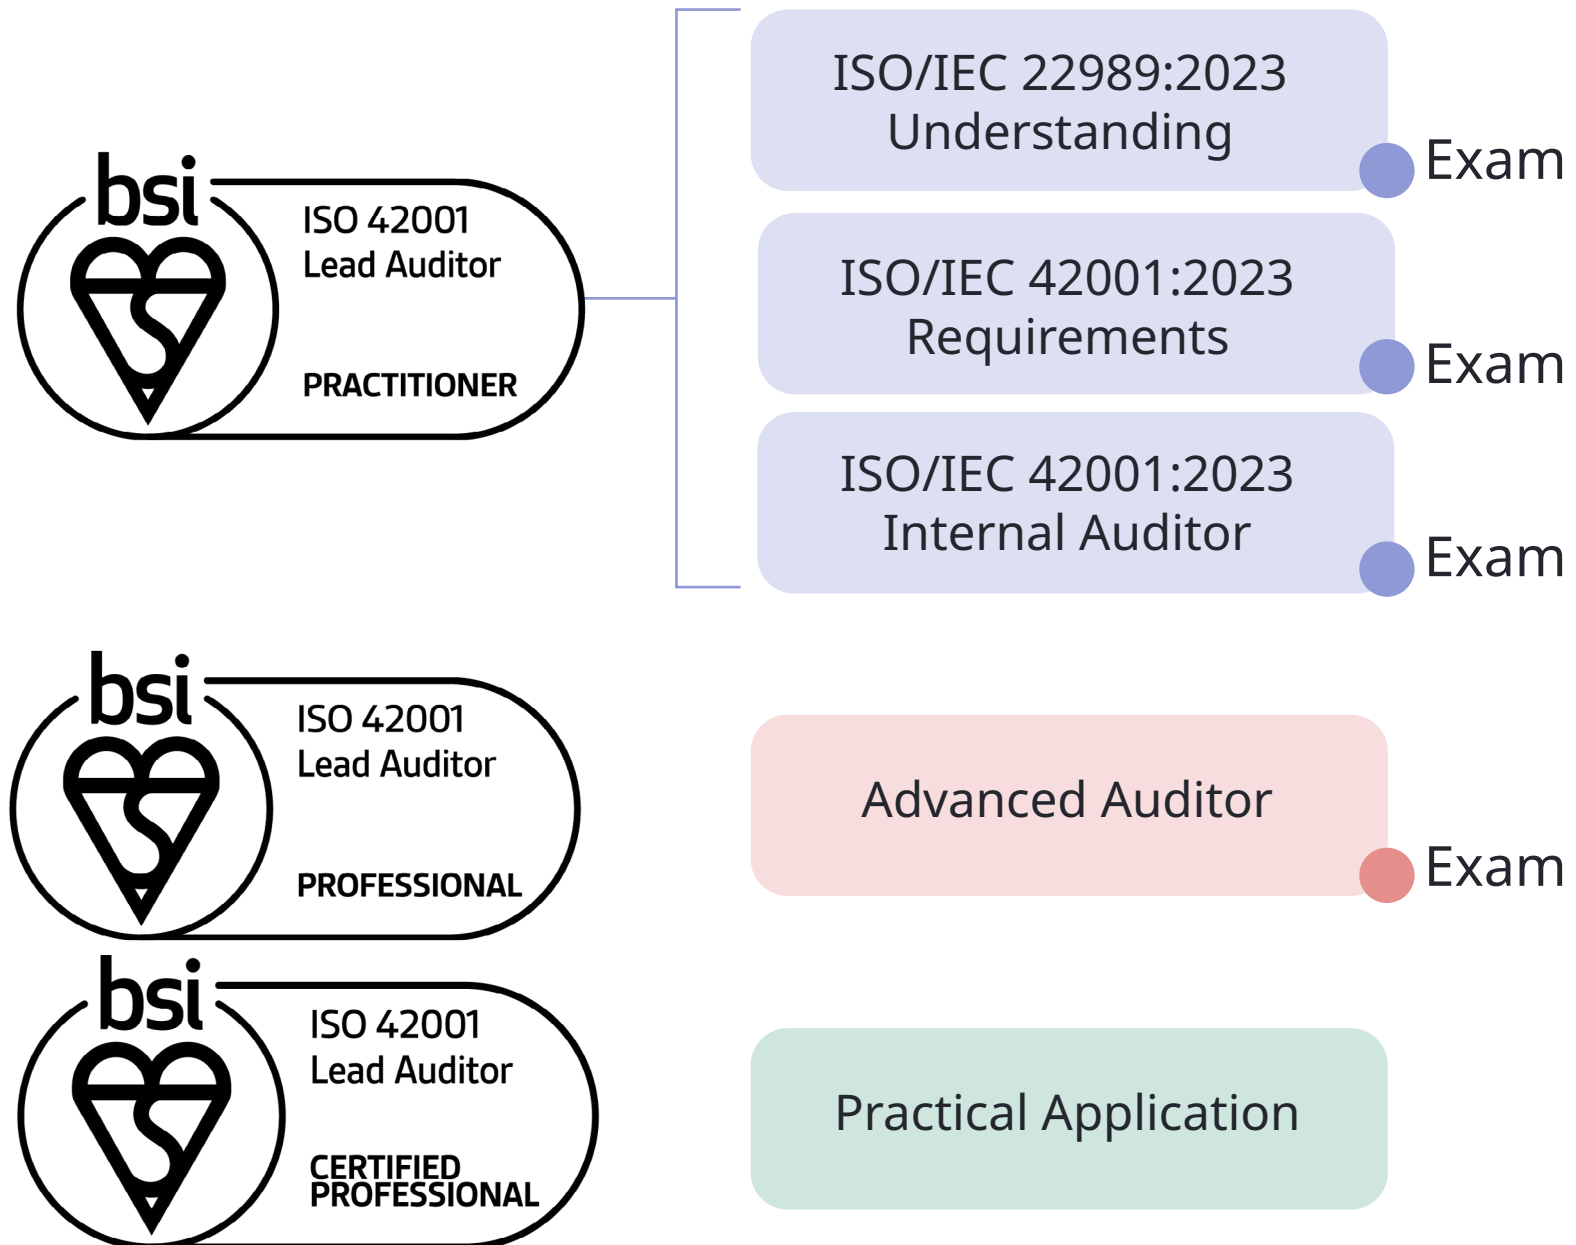 bsi
ISO 42001
Lead Auditor
PRACTITIONER
ISO/IEC 22989:2023
Understanding
Exam
ISO/IEC 42001:2023
Requirements
Exam
ISO/IEC 42001:2023
Internal Auditor
Exam
bsi
ISO 42001
Lead Auditor
PROFESSIONAL
Advanced Auditor
Exam
bsi
ISO 42001
Lead Auditor
CERTIFIED
PROFESSIONAL
Practical Application